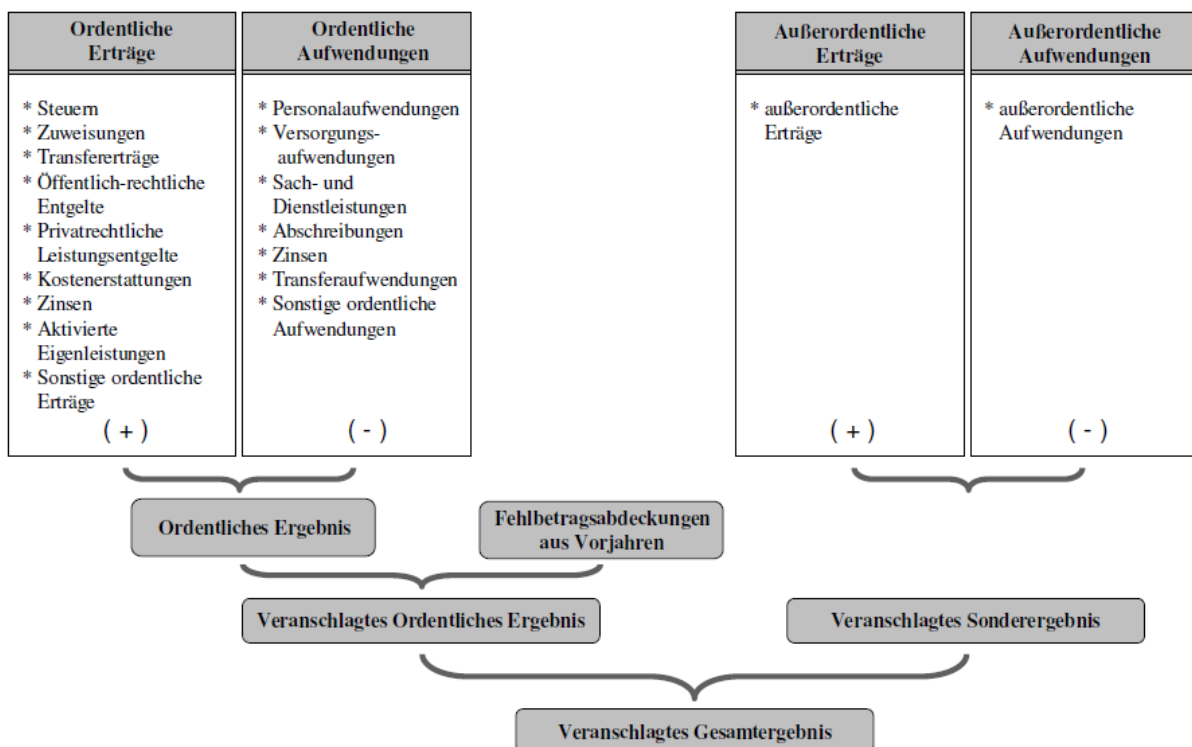 Ordentliche
Erträge
* Steuern
* Zuweisungen
* Transfererträge
* Öffentlich-rechtliche
Entgelte
* Privatrechtliche
Leistungsentgelte
* Kostenerstattungen
* Zinsen
* Aktivierte
Eigenleistungen
* Sonstige ordentliche
Erträge
( + )
Ordentliche
Aufwendungen
* Personalaufwendungen
* Versorgungs-
aufwendungen
* Sach- und
Dienstleistungen
* Abschreibungen
* Zinsen
* Transferaufwendungen
* Sonstige ordentliche
Aufwendungen
( - )
Außerordentliche
Erträge
* außerordentliche
Erträge
( + )
Außerordentliche
Aufwendungen
* außerordentliche
Aufwendungen
( - )
Ordentliches Ergebnis
Fehlbetragsabdeckungen
aus Vorjahren
Veranschlagtes Ordentliches Ergebnis
Veranschlagtes Sonderergebnis
Veranschlagtes Gesamtergebnis